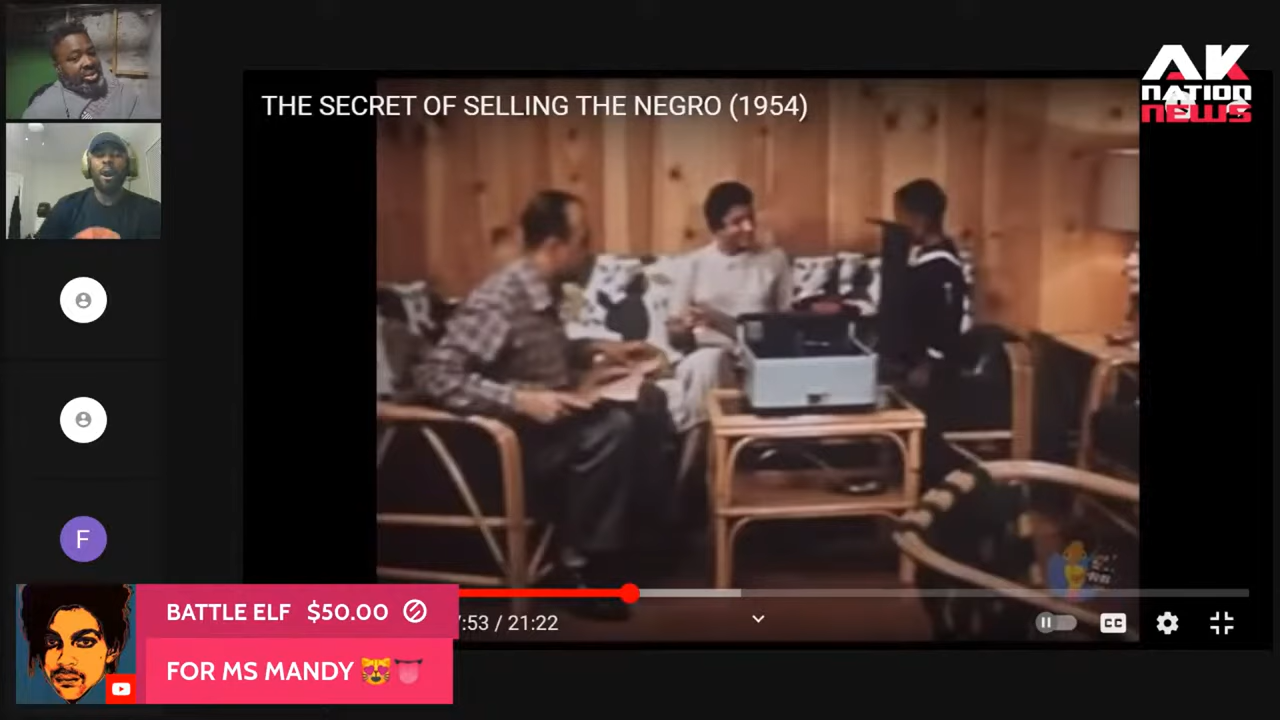 AK
NATION
NEWS
THE SECRET OF SELLING THE NEGRO (1954)
F
BATTLE ELF $50.00
FOR MS MANDY 😻👅
:53 / 21:22
CC